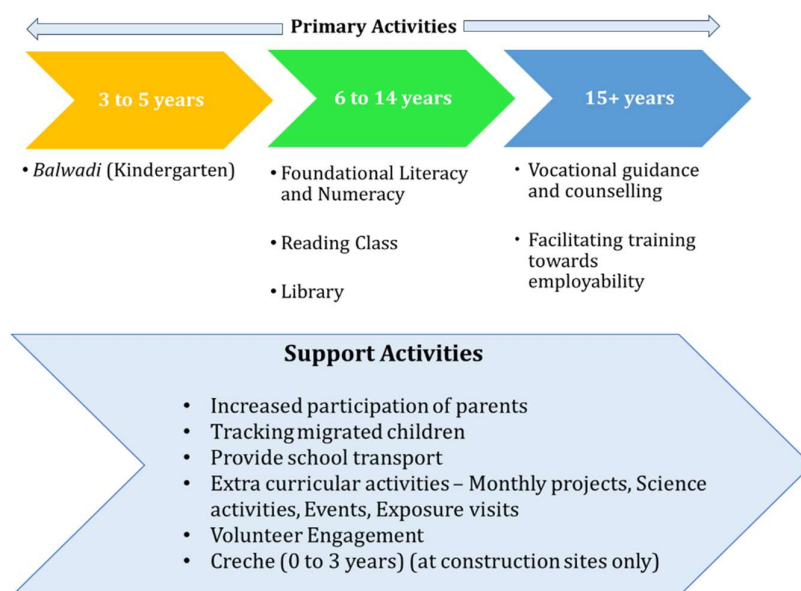 Primary Activities
3 to 5 years
6 to 14 years
15+ years
• Balwadi (Kindergarten)
• Foundational Literacy
and Numeracy
• Reading Class
• Library
• Vocational guidance
and counselling
• Facilitating training
towards
employability
Support Activities
• Increased participation of parents
• Tracking migrated children
• Provide school transport
• Extra curricular activities – Monthly projects, Science
activities, Events, Exposure visits
• Volunteer Engagement
• Creche (0 to 3 years) (at construction sites only)